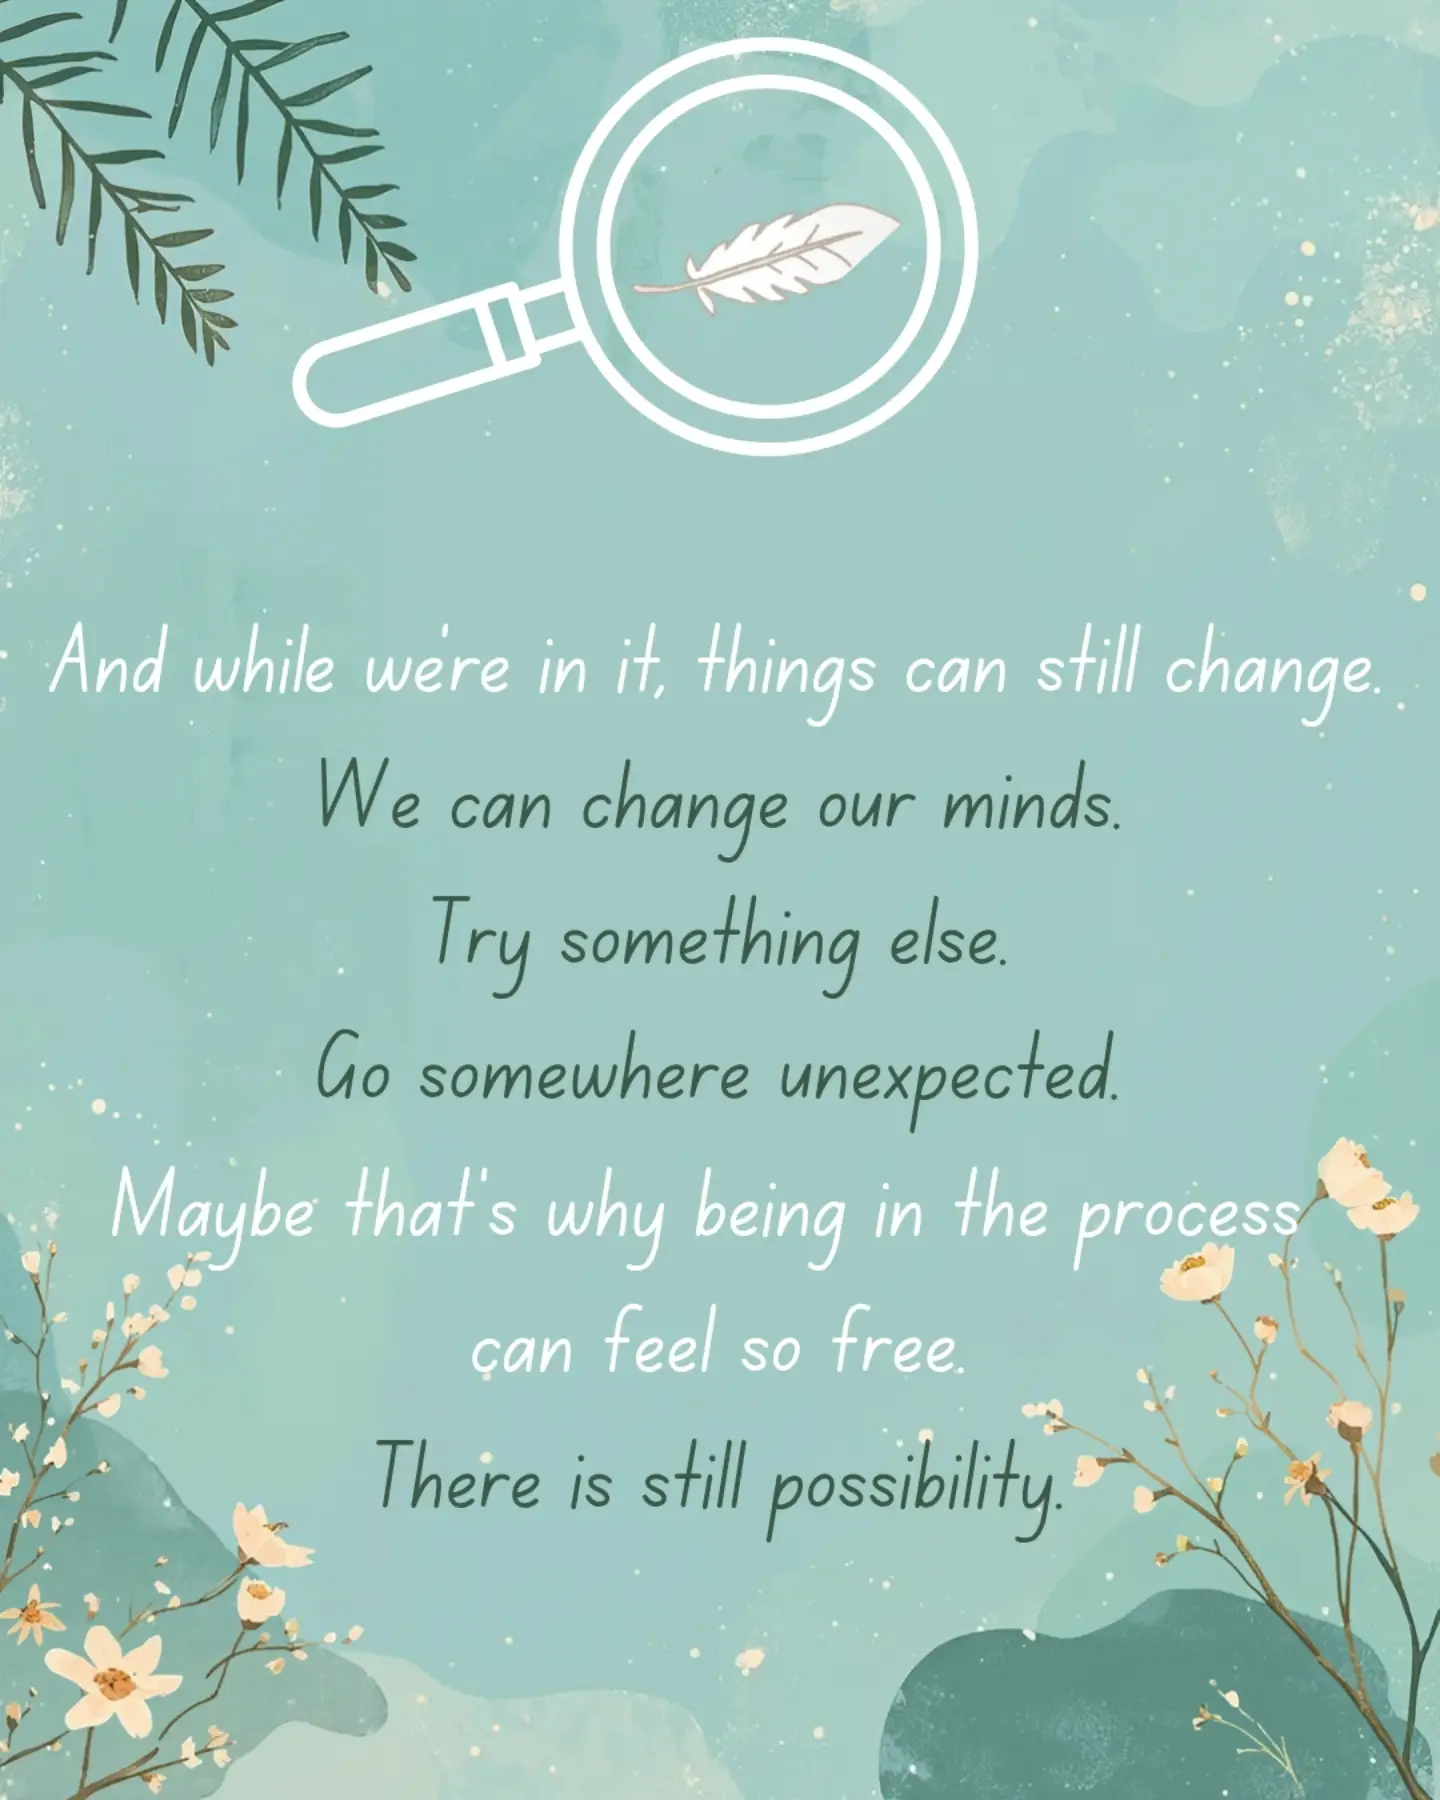 And while we're in it, things can still change.
We can change our minds.
Try something else.
Go somewhere unexpected.
Maybe that's why being in the process
can feel so free.
There is still possibility.